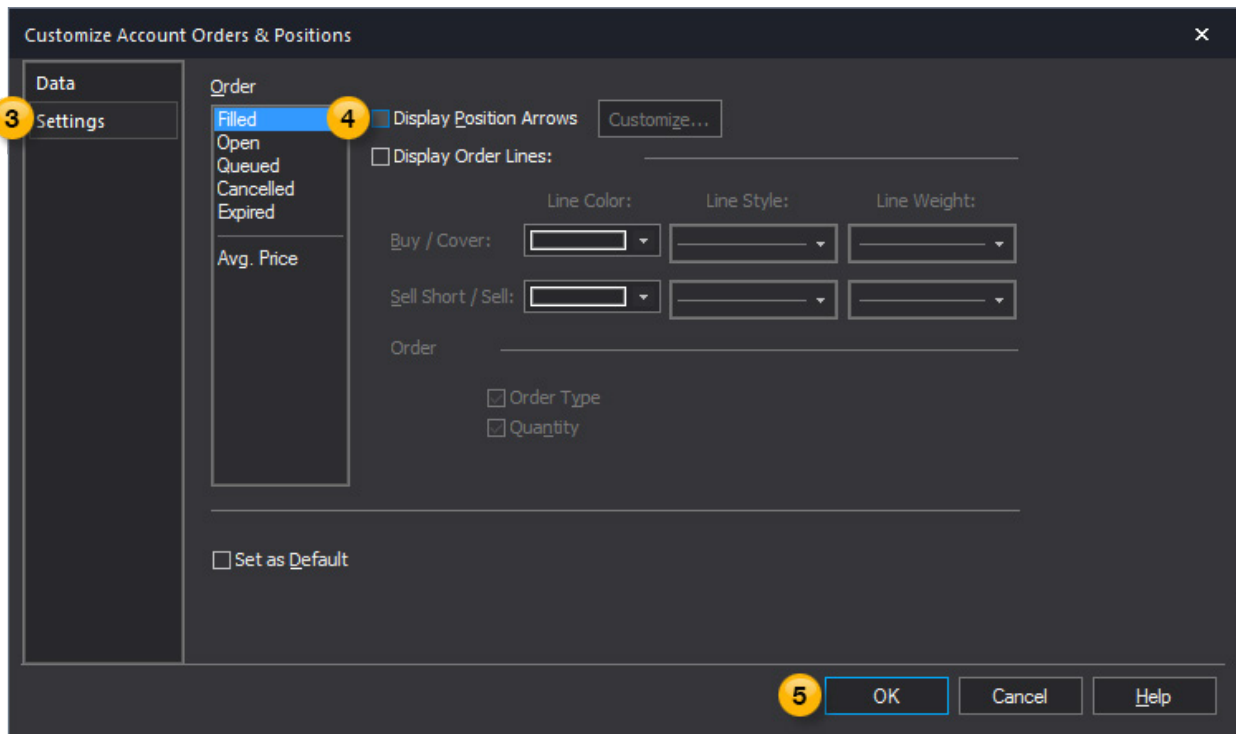 Customize Account Orders & Positions
Data
3 Settings
Order
Filled
Open
Queued
Cancelled
Expired
Avg. Price
4 Display Position Arrows Customize...
Display Order Lines:
Line Color: Line Style: Line Weight:
Buy / Cover:
Sell Short / Sell:
Order
Order Type
Quantity
Set as Default
5 OK Cancel Help